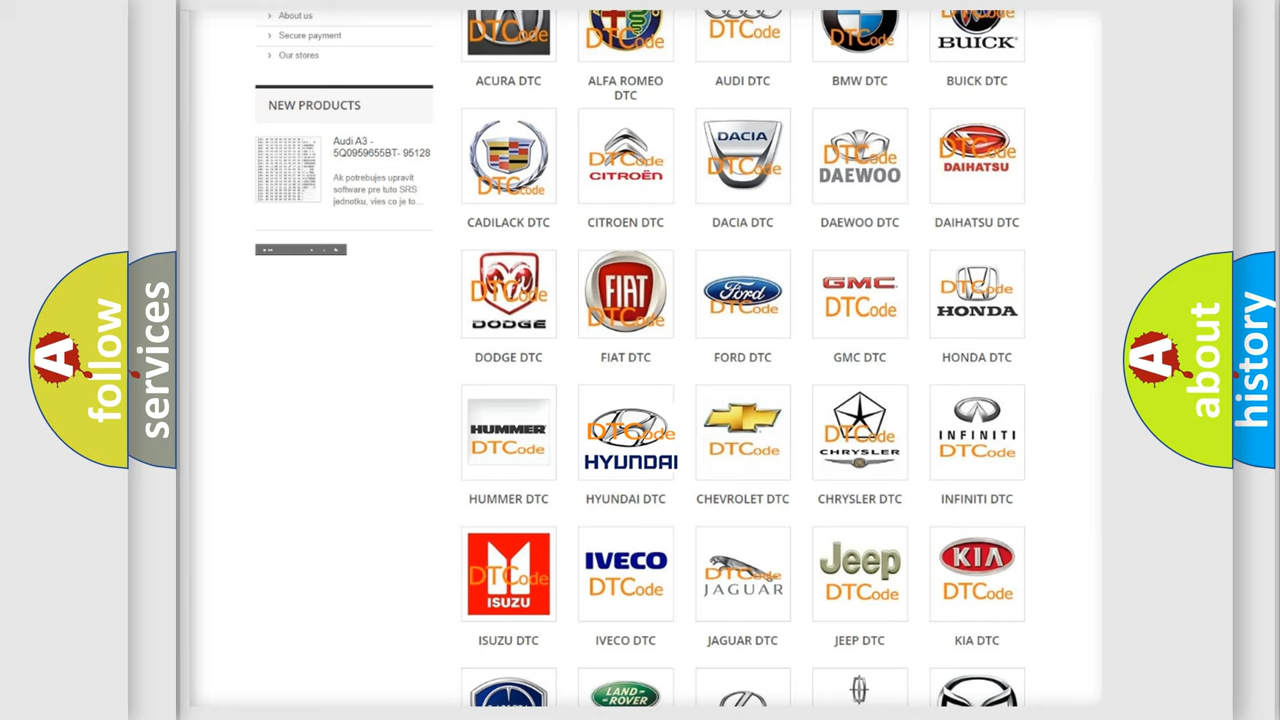 About us
Secure payment
Our stores
NEW PRODUCTS
Audi A3 -
5Q0959655BT- 95128
Ak potrebujes upravit
software pre tuto SRS
jednotku, vies co je to...
DTCode
DTCode
DTCode
DTCode
BUICK
ACURA DTC
ALFA ROMEO
DTC
AUDI DTC
BMW DTC
BUICK DTC
DTCode
DTCode
CITROËN
DACIA
DTCode
DTCode
DAEWOO
DTCode
DAIHATSU
CADILACK DTC
CITROEN DTC
DACIA DTC
DAEWOO DTC
DAIHATSU DTC
DTCode
DODGE
FIAT
DTCode
Ford
DTCode
GMC
DTCode
DTCode
HONDA
DODGE DTC
FIAT DTC
FORD DTC
GMC DTC
HONDA DTC
HUMMER
DTCode
DTCode
HYUNDAI
DTCode
DTCode
CHRYSLER
INFINITI
DTCode
HUMMER DTC
HYUNDAI DTC
CHEVROLET DTC
CHRYSLER DTC
INFINITI DTC
DTCode
ISUZU
IVECO
DTCode
DTCode
JAGUAR
Jeep
DTCode
KIA
DTCode
ISUZU DTC
IVECO DTC
JAGUAR DTC
JEEP DTC
KIA DTC
LAND-
ROVER
A
follow
services
A
about
history